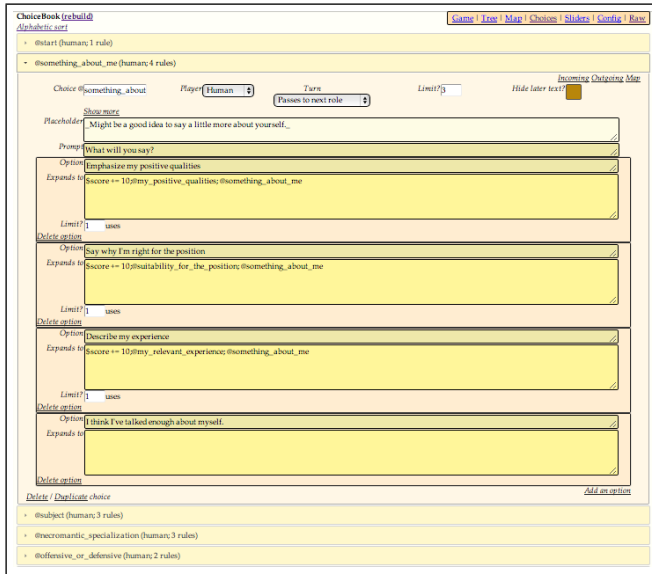 ChoiceBook (rebuild)
Game | Tree | Map | Choices | Sliders | Config | Raw
Alphabetic sort
@start (human; 1 rule)
@something_about_me (human; 4 rules)
Incoming Outgoing Map
Choice @ something_about Player Human Turn Passes to next role Limit? 3 Hide later text?
Show more
Placeholder _Might be a good idea to say a little more about yourself._
Prompt What will you say?
Option Emphasize my positive qualities
Expands to $score += 10;@my_positive_qualities; @something_about_me
Limit? 1 uses
Delete option
Option Say why I'm right for the position
Expands to $score += 10;@suitability_for_the_position; @something_about_me
Limit? 1 uses
Delete option
Option Describe my experience
Expands to $score += 10;@my_relevant_experience; @something_about_me
Limit? 1 uses
Delete option
Option I think I've talked enough about myself.
Expands to
Delete option
Add an option
Delete / Duplicate choice
@subject (human; 3 rules)
@necromantic_specialization (human; 3 rules)
@offensive_or_defensive (human; 2 rules)